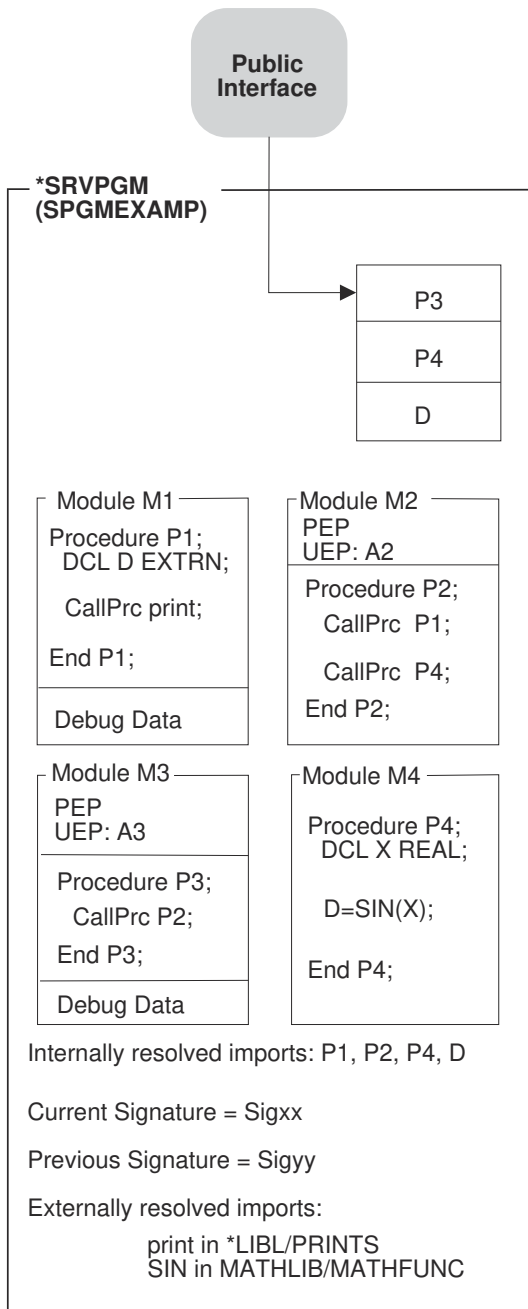 Public
Interface
*SRVPGM
(SPGMEXAMP)
P3
P4
D
Module M1
Procedure P1;
DCL D EXTRN;
CallPrc print;
End P1;
Debug Data
Module M2
PEP
UEP: A2
Procedure P2;
CallPrc P1;
CallPrc P4;
End P2;
Module M3
PEP
UEP: A3
Procedure P3;
CallPrc P2;
End P3;
Debug Data
Module M4
Procedure P4;
DCL X REAL;
D=SIN(X);
End P4;
Internally resolved imports: P1, P2, P4, D
Current Signature = Sigxx
Previous Signature = Sigyy
Externally resolved imports:
print in *LIBL/PRINTS
SIN in MATHLIB/MATHFUNC